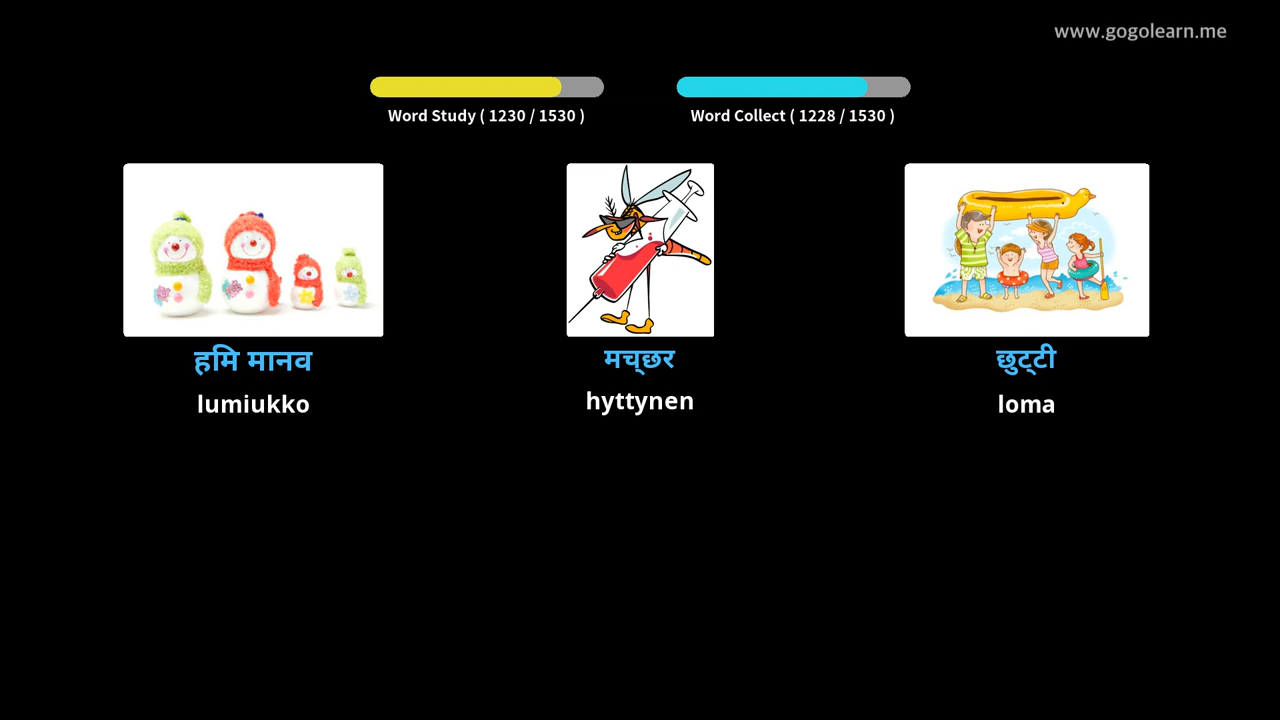 www.gogolearn.me
Word Study ( 1230 / 1530 )
Word Collect ( 1228 / 1530 )
हिम मानव
मच्छर
छुट्टी
lumiukko
hyttynen
loma